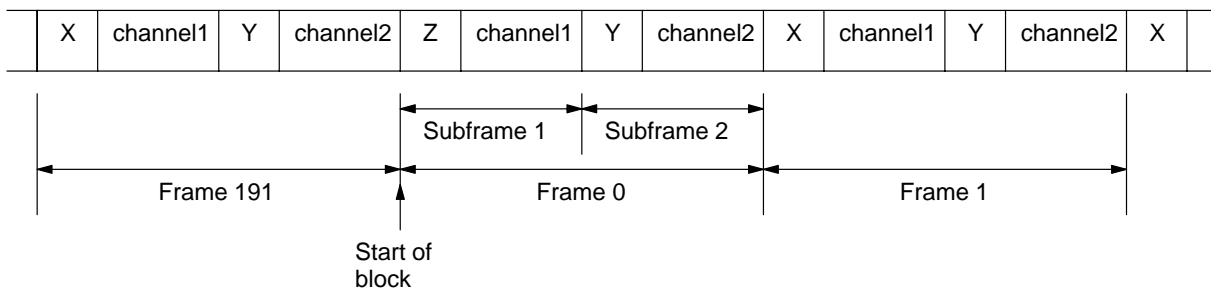 X channel1 Y channel2 Z channel1 Y channel2 X channel1 Y channel2 X
Subframe 1 Subframe 2
Frame 191 Frame 0 Frame 1
Start of
block